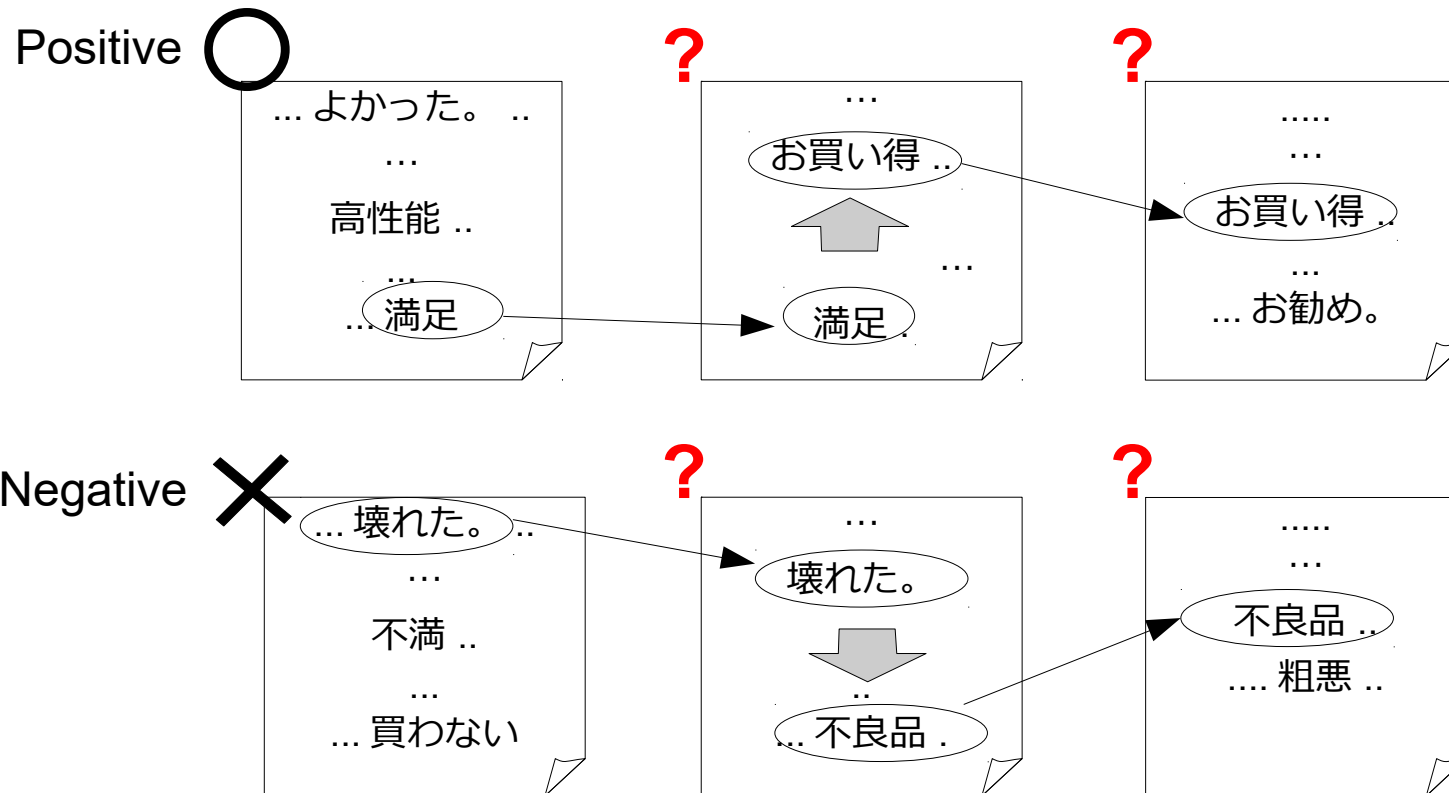 Positive
... よかった。 ..
...
高性能 ..
...
... 満足
?
...
お買い得 ..
...
満足 .
?
.....
...
お買い得 ..
...
... お勧め。
Negative
... 壊れた。 ..
...
不満 ..
...
... 買わない
?
...
壊れた。
..
... 不良品 .
?
.....
...
不良品 ..
.... 粗悪 ..